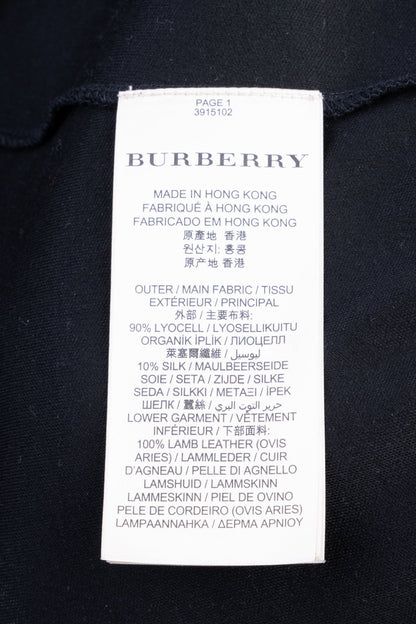 PAGE 1
3915102
BURBERRY
MADE IN HONG KONG
FABRIQUÉ À HONG KONG
FABRICADO EM HONG KONG
原產地 香港
원산지: 홍콩
原产地 香港
OUTER / MAIN FABRIC / TISSU
EXTÉRIEUR / PRINCIPAL
外部 / 主要布料:
90% LYOCELL / LYOSELLIKUITU
ORGANİK İPLİK / ЛИОЦЕЛЛ
萊塞爾纖維 / ليوسيل
10% SILK / MAULBEERSEIDE
SOIE / SETA / ZIJDE / SILKE
SEDA / SILKKI / ΜΕΤΑΞΙ / İPEK
ШЕЛК / 蠶絲 / حرير التوت البري
LOWER GARMENT / VÊTEMENT
INFÉRIEUR / 下部面料:
100% LAMB LEATHER (OVIS
ARIES) / LAMMLEDER / CUIR
D'AGNEAU / PELLE DI AGNELLO
LAMSHUID / LAMMSKINN
LAMMESKINN / PIEL DE OVINO
PELE DE CORDEIRO (OVIS ARIES)
LAMPAANNAHKA / ΔΕΡΜΑ ΑΡΝΙΟΥ